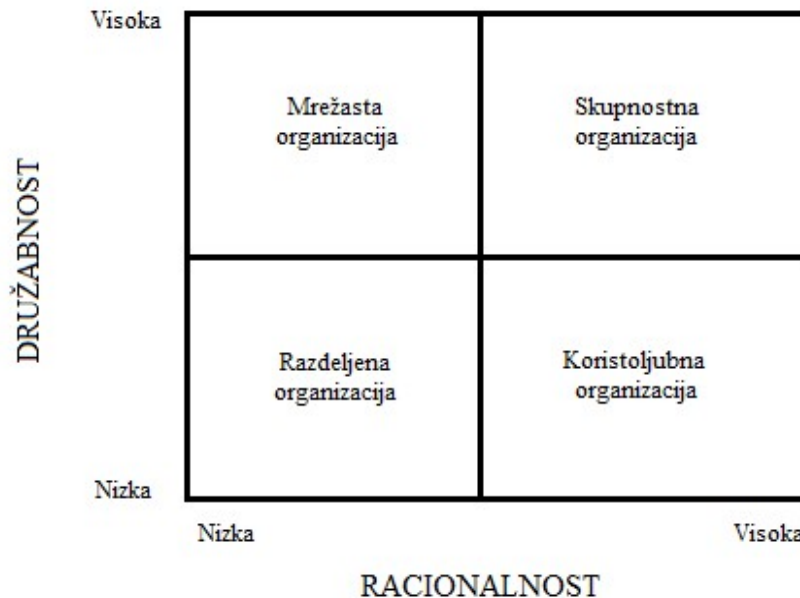 Visoka
Mrežasta
organizacija
Skupnostna
organizacija
DRUŽABNOST
Razdeljena
organizacija
Koristoljubna
organizacija
Nizka
Nizka
Visoka
RACIONALNOST